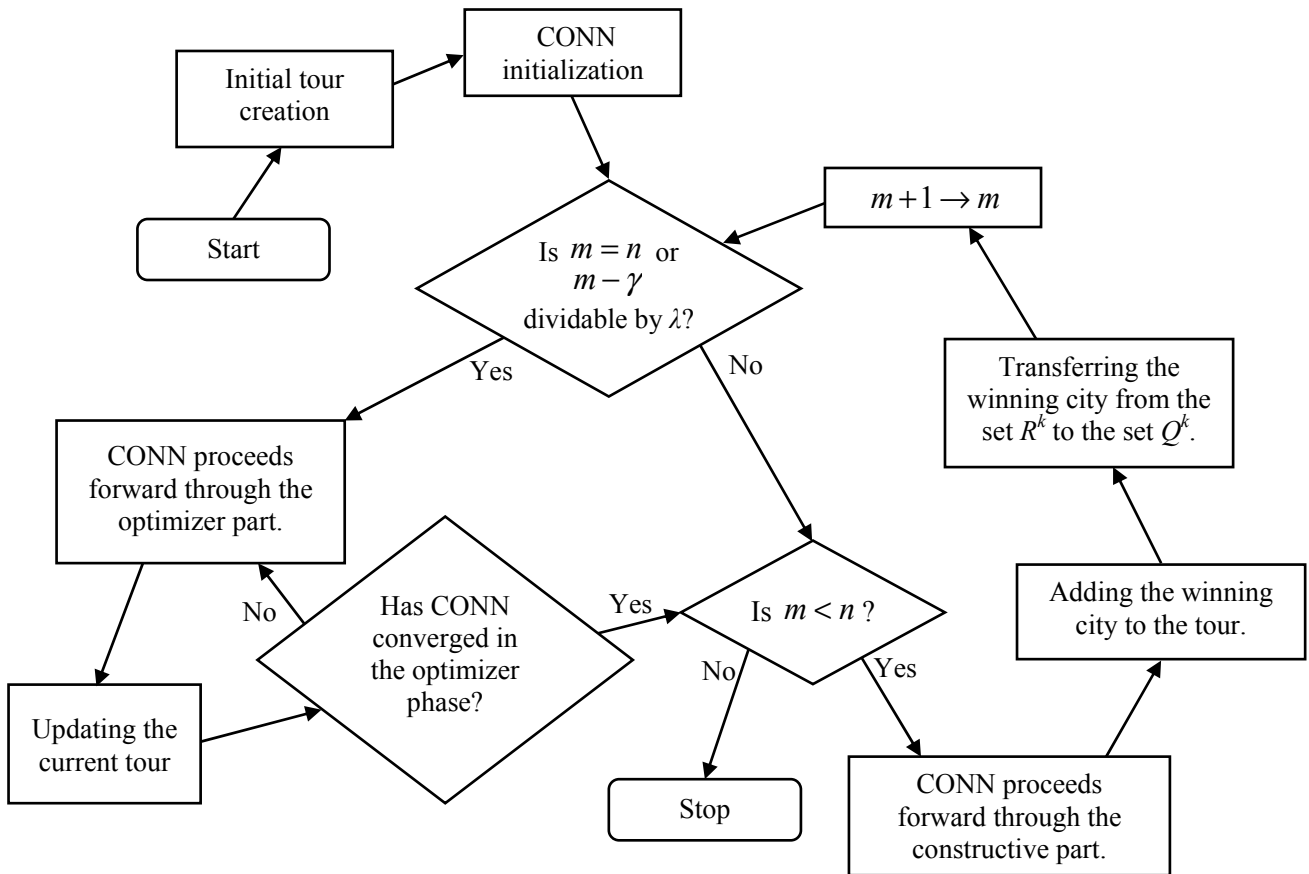 CONN
initialization
Initial tour
creation
Start
m + 1 → m
Is m = n or
m − γ
dividable by λ?
Yes
No
Transferring the
winning city from the
set R^k to the set Q^k.
CONN proceeds
forward through the
optimizer part.
No
Has CONN
converged in
the optimizer
phase?
Yes
Is m < n ?
Adding the winning
city to the tour.
No
Yes
Updating the
current tour
Stop
CONN proceeds
forward through the
constructive part.